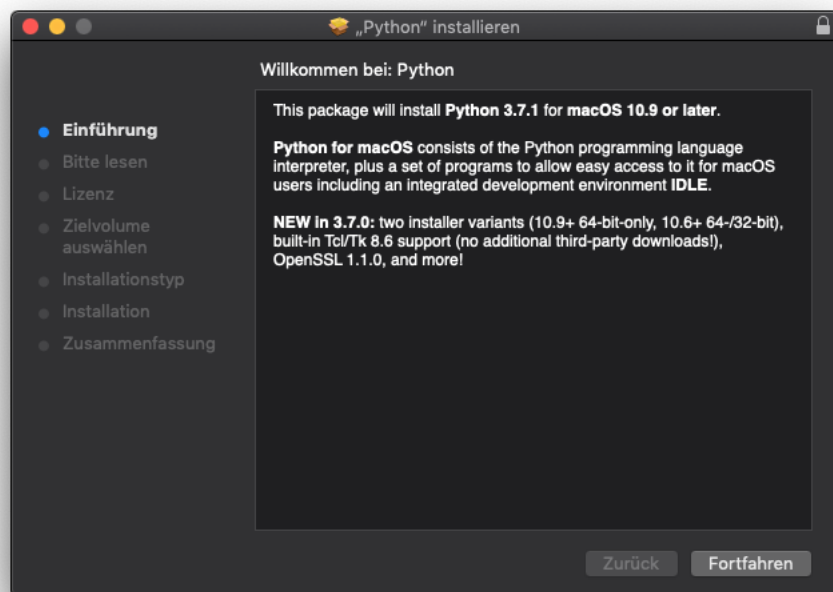 „Python“ installieren
Willkommen bei: Python
Einführung
Bitte lesen
Lizenz
Zielvolume
auswählen
Installationstyp
Installation
Zusammenfassung
This package will install Python 3.7.1 for macOS 10.9 or later.
Python for macOS consists of the Python programming language
interpreter, plus a set of programs to allow easy access to it for macOS
users including an integrated development environment IDLE.
NEW in 3.7.0: two installer variants (10.9+ 64-bit-only, 10.6+ 64-/32-bit),
built-in Tcl/Tk 8.6 support (no additional third-party downloads!),
OpenSSL 1.1.0, and more!
Zurück
Fortfahren